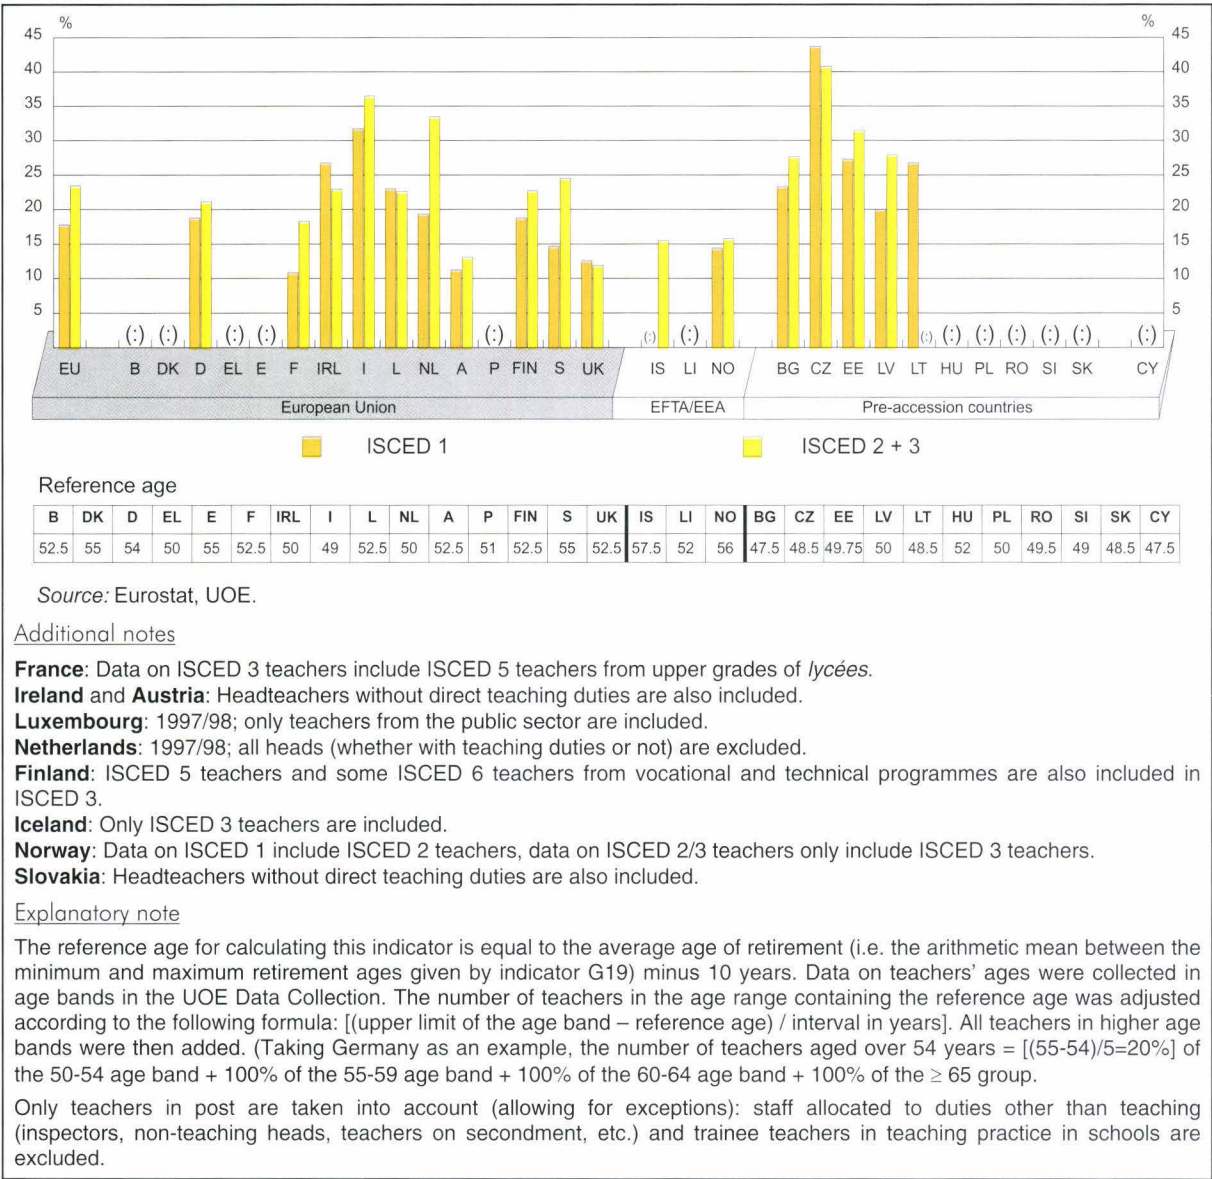 % %
45 45
40 40
35 35
30 30
25 25
20 20
15 15
10 10
5 5
(:) (:) (:) (:) (:) (:) (:) (:) (:) (:) (:) (:) (:) (:)
EU B DK D EL E F IRL I L NL A P FIN S UK IS LI NO BG CZ EE LV LT HU PL RO SI SK CY
European Union EFTA/EEA Pre-accession countries
ISCED 1 ISCED 2 + 3
Reference age
B DK D EL E F IRL I L NL A P FIN S UK IS LI NO BG CZ EE LV LT HU PL RO SI SK CY
52.5 55 54 50 55 52.5 50 49 52.5 50 52.5 51 52.5 55 52.5 57.5 52 56 47.5 48.5 49.75 50 48.5 52 50 49.5 49 48.5 47.5
Source: Eurostat, UOE.
Additional notes
France: Data on ISCED 3 teachers include ISCED 5 teachers from upper grades of lycées.
Ireland and Austria: Headteachers without direct teaching duties are also included.
Luxembourg: 1997/98; only teachers from the public sector are included.
Netherlands: 1997/98; all heads (whether with teaching duties or not) are excluded.
Finland: ISCED 5 teachers and some ISCED 6 teachers from vocational and technical programmes are also included in
ISCED 3.
Iceland: Only ISCED 3 teachers are included.
Norway: Data on ISCED 1 include ISCED 2 teachers, data on ISCED 2/3 teachers only include ISCED 3 teachers.
Slovakia: Headteachers without direct teaching duties are also included.
Explanatory note
The reference age for calculating this indicator is equal to the average age of retirement (i.e. the arithmetic mean between the
minimum and maximum retirement ages given by indicator G19) minus 10 years. Data on teachers' ages were collected in
age bands in the UOE Data Collection. The number of teachers in the age range containing the reference age was adjusted
according to the following formula: [(upper limit of the age band – reference age) / interval in years]. All teachers in higher age
bands were then added. (Taking Germany as an example, the number of teachers aged over 54 years = [(55-54)/5=20%] of
the 50-54 age band + 100% of the 55-59 age band + 100% of the 60-64 age band + 100% of the ≥ 65 group.
Only teachers in post are taken into account (allowing for exceptions): staff allocated to duties other than teaching
(inspectors, non-teaching heads, teachers on secondment, etc.) and trainee teachers in teaching practice in schools are
excluded.